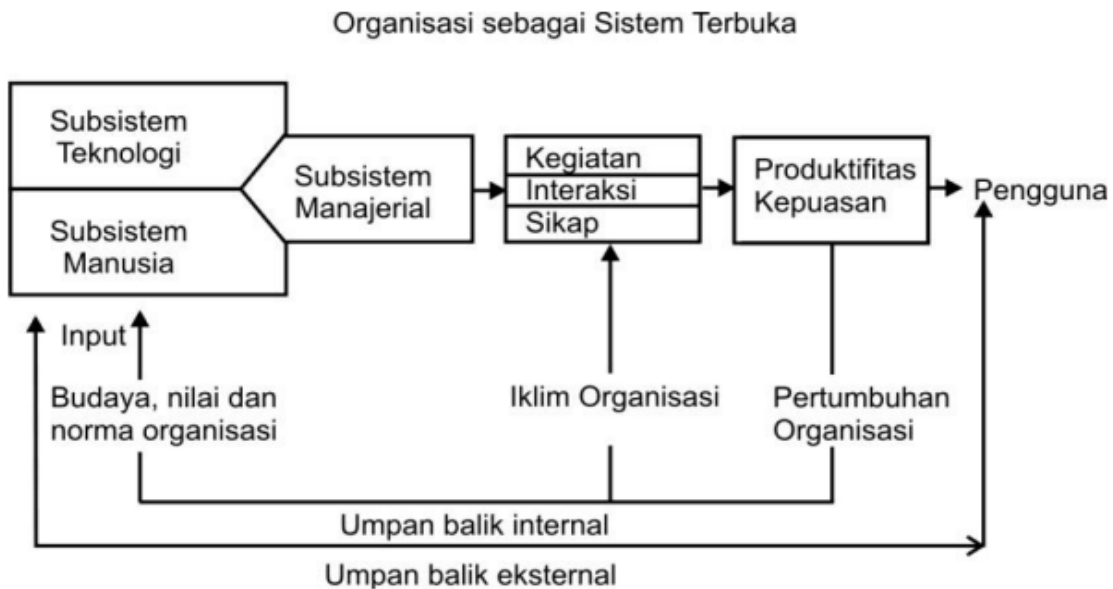 Organisasi sebagai Sistem Terbuka
Subsistem
Teknologi
Subsistem
Manusia
Subsistem
Manajerial
Kegiatan
Interaksi
Sikap
Produktifitas
Kepuasan
Pengguna
Input
Budaya, nilai dan
norma organisasi
Iklim Organisasi
Pertumbuhan
Organisasi
Umpan balik internal
Umpan balik eksternal